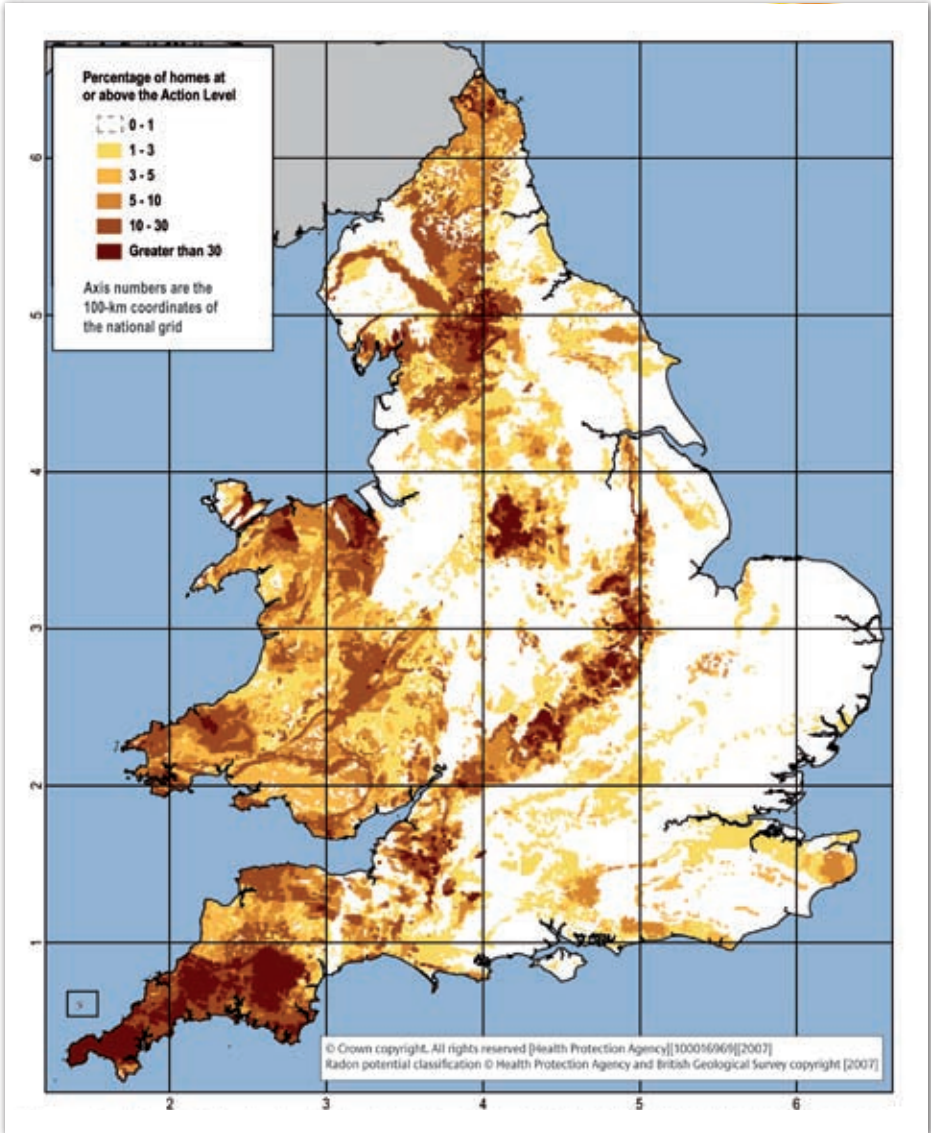 Percentage of homes at
or above the Action Level
0 - 1
1 - 3
3 - 5
5 - 10
10 - 30
Greater than 30
Axis numbers are the
100-km coordinates of
the national grid
6
5
4
3
2
1
© Crown copyright. All rights reserved [Health Protection Agency][100016969][2007]
Radon potential classification © Health Protection Agency and British Geological Survey copyright [2007]
2 3 4 5 6